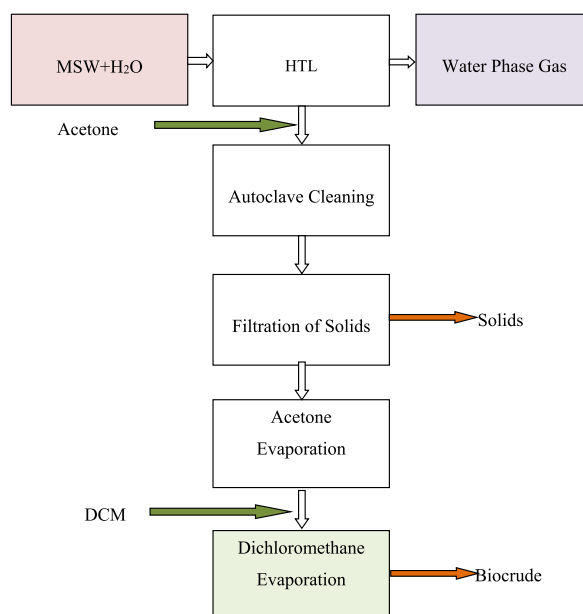 MSW+H₂O
HTL
Water Phase Gas
Acetone
Autoclave Cleaning
Filtration of Solids
Solids
Acetone
Evaporation
DCM
Dichloromethane
Evaporation
Biocrude